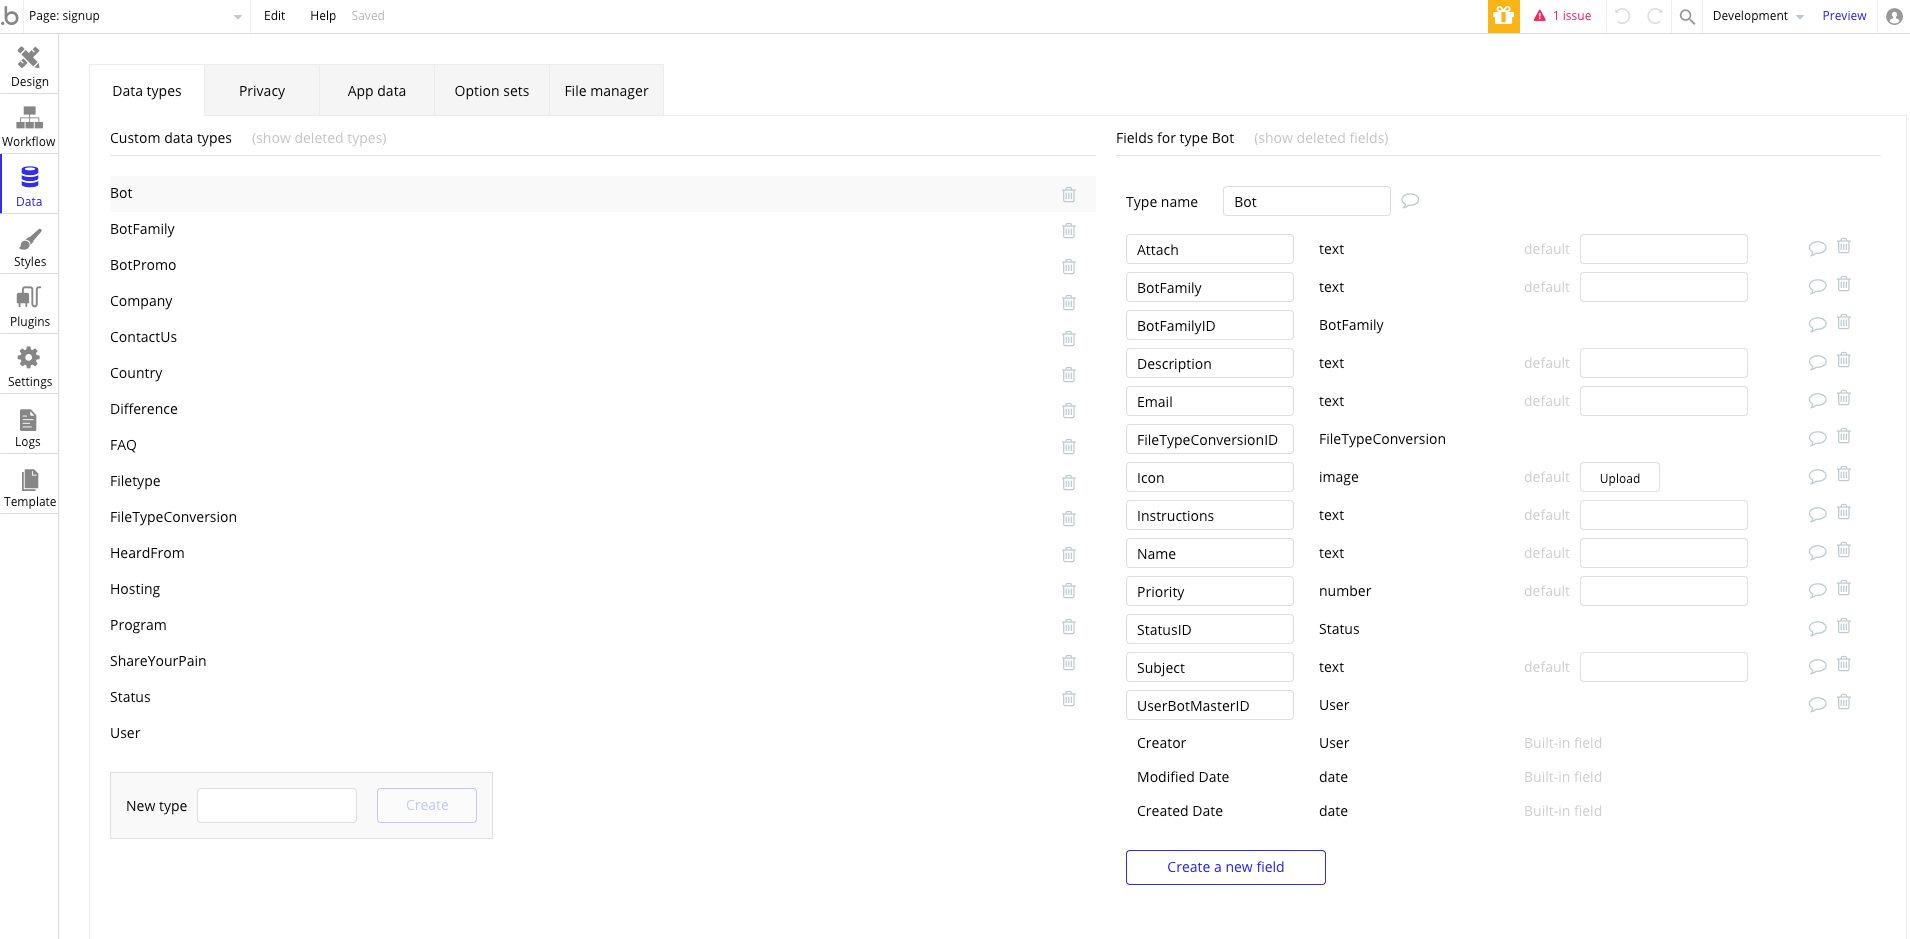 .b Page: signup Edit Help Saved 1 issue Development Preview
Design
Workflow
Data
Styles
Plugins
Settings
Logs
Template
Data types Privacy App data Option sets File manager
Custom data types (show deleted types)
Bot
BotFamily
BotPromo
Company
ContactUs
Country
Difference
FAQ
Filetype
FileTypeConversion
HeardFrom
Hosting
Program
ShareYourPain
Status
User
New type Create
Fields for type Bot (show deleted fields)
Type name Bot
Attach text default
BotFamily text default
BotFamilyID BotFamily
Description text default
Email text default
FileTypeConversionID FileTypeConversion
Icon image default Upload
Instructions text default
Name text default
Priority number default
StatusID Status
Subject text default
UserBotMasterID User
Creator User Built-in field
Modified Date date Built-in field
Created Date date Built-in field
Create a new field